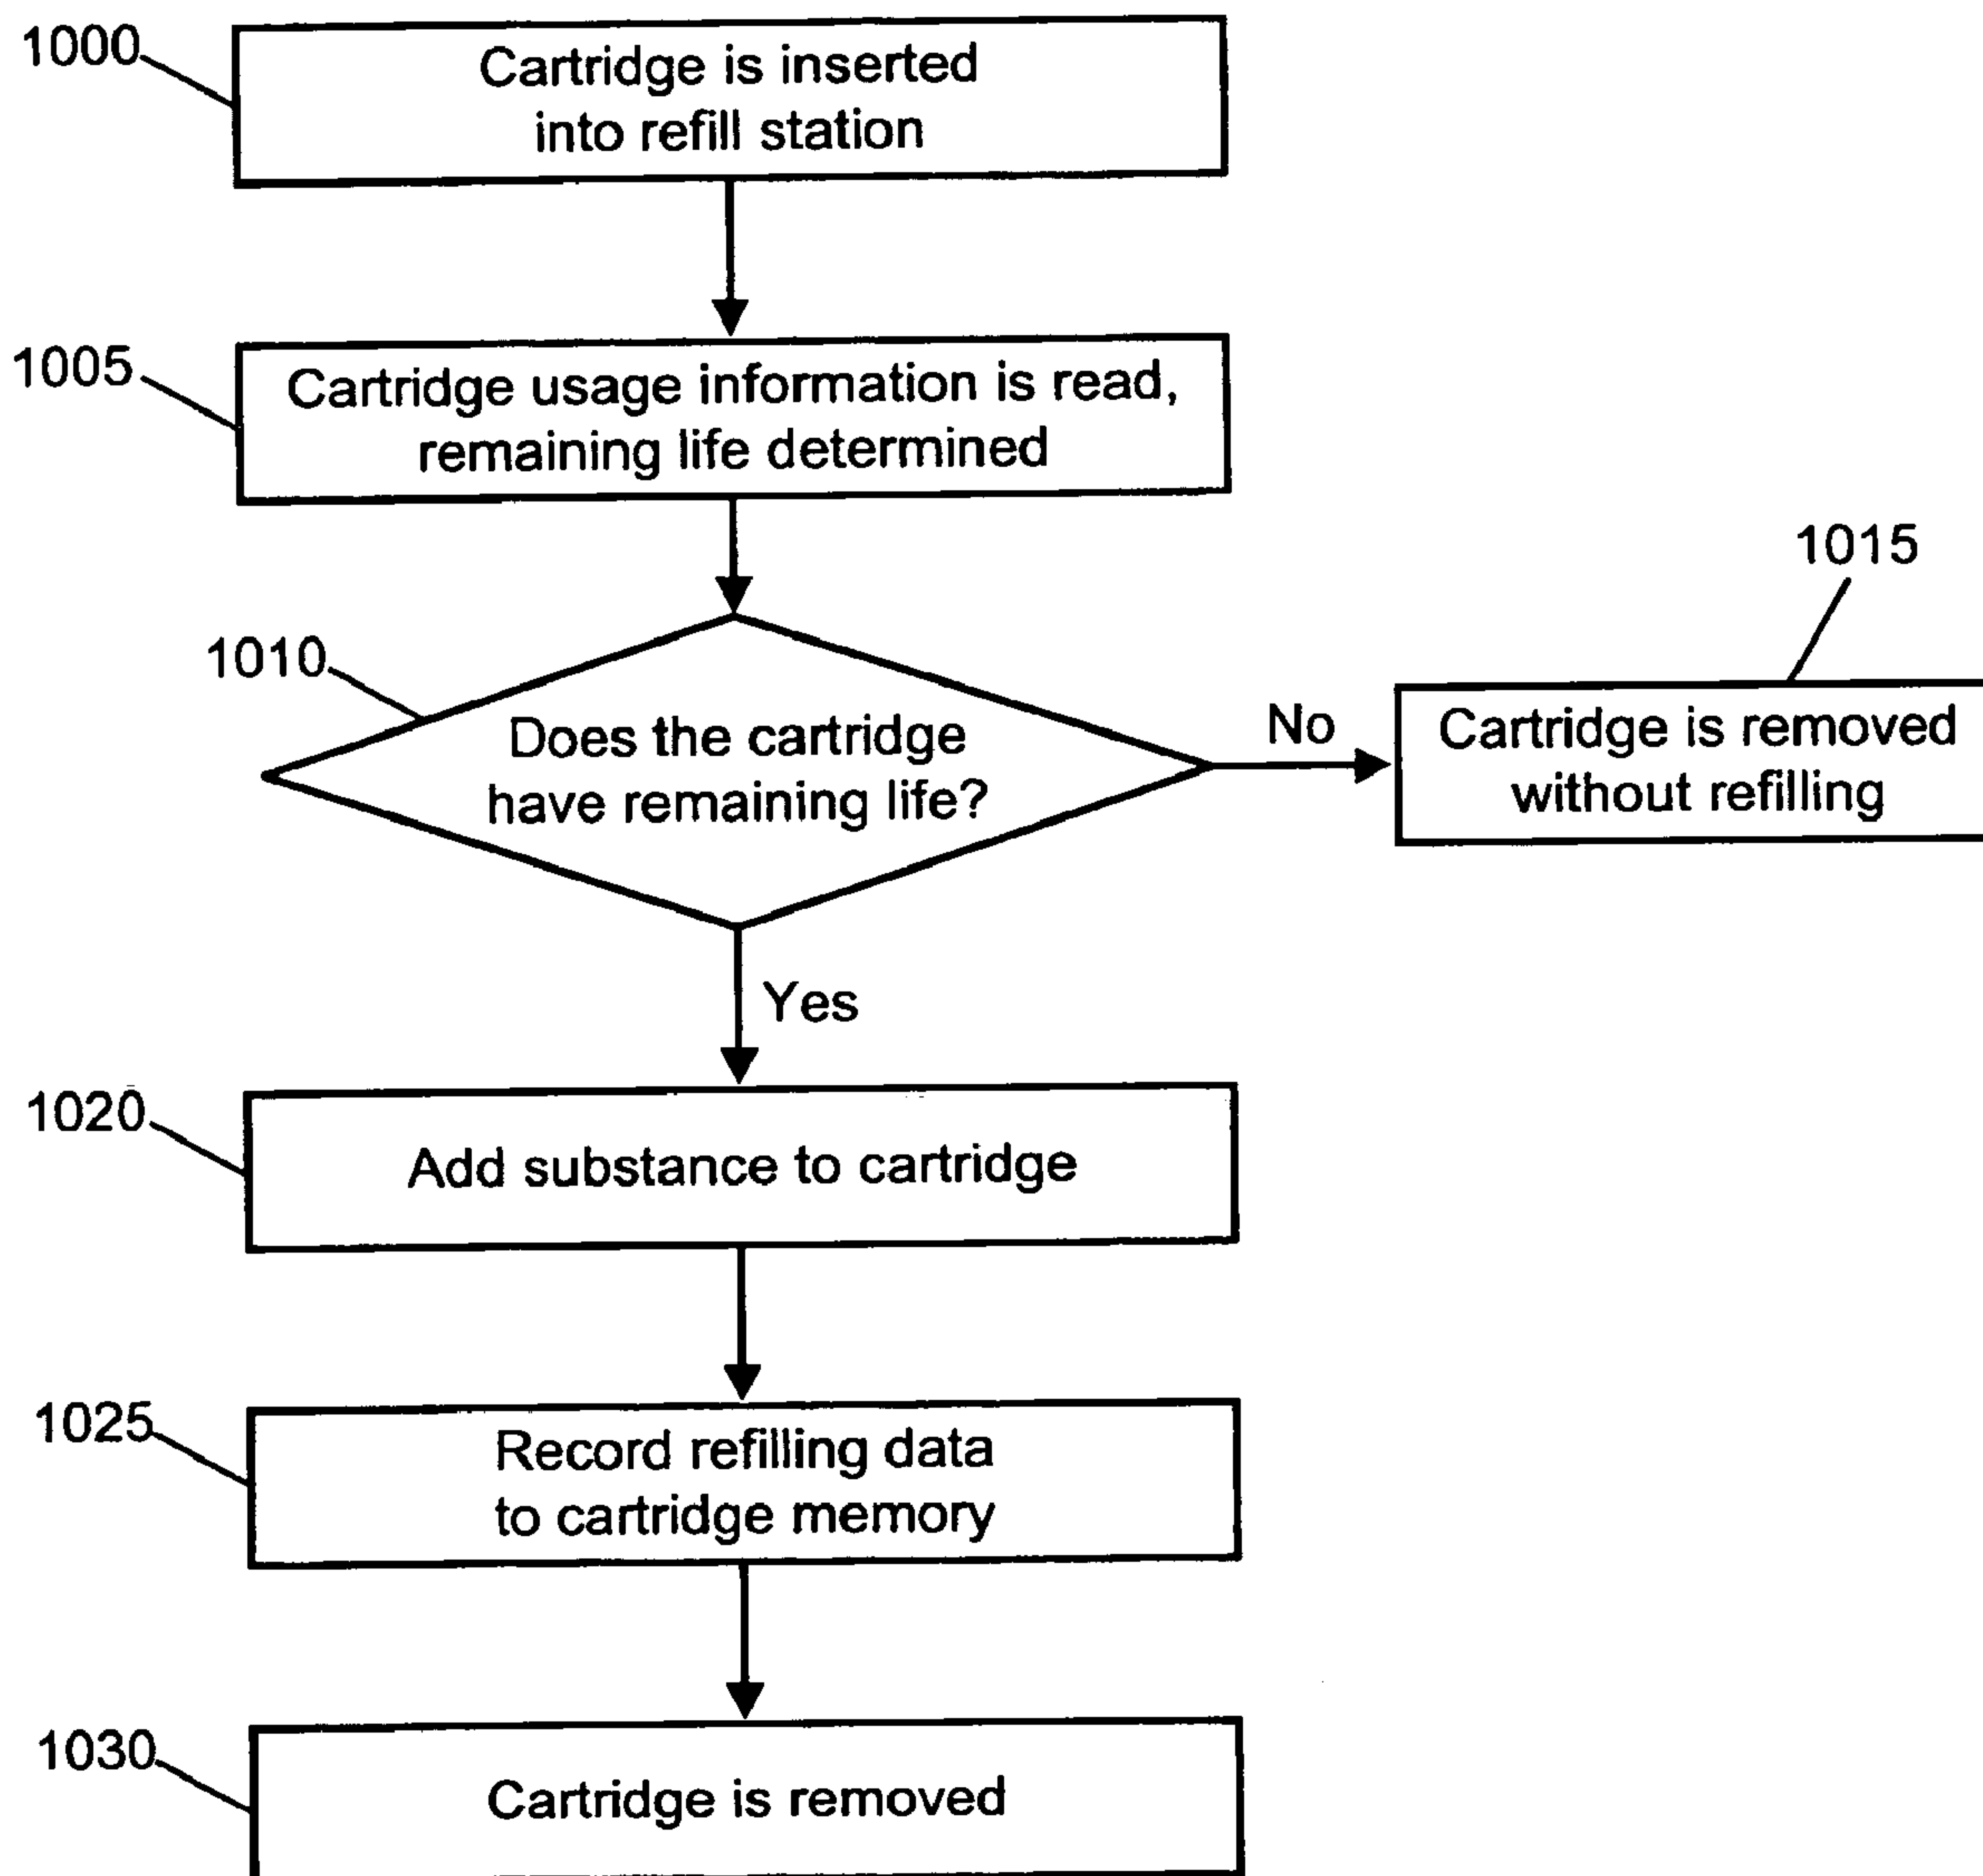 1000
Cartridge is inserted
into refill station
1005
Cartridge usage information is read,
remaining life determined
1015
1010
Does the cartridge
have remaining life?
No
Cartridge is removed
without refilling
Yes
1020
Add substance to cartridge
1025
Record refilling data
to cartridge memory
1030
Cartridge is removed